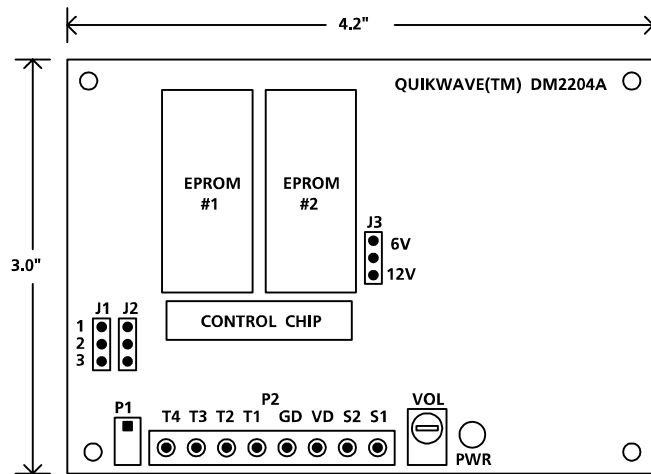 4.2"
QUIKWAVE(TM) DM2204A
EPROM
#1
EPROM
#2
J3
6V
12V
3.0"
CONTROL CHIP
J1 J2
1
2
3
P1
P2
T4 T3 T2 T1 GD VD S2 S1
VOL
PWR